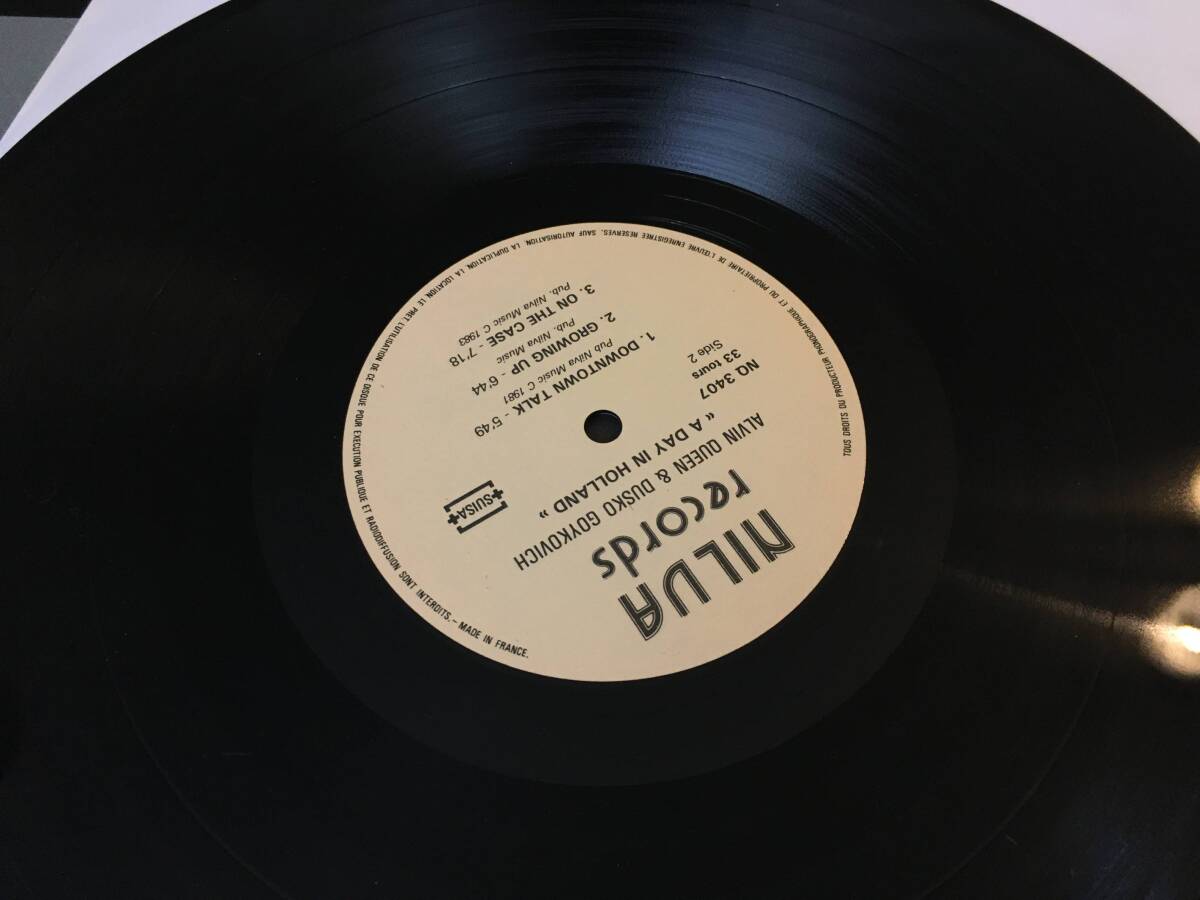 NILVA
records
ALVIN QUEEN & DUSKO GOYKOVICH
« A DAY IN HOLLAND »
SUISA
NQ 3407
33 tours
Side 2
1. DOWNTOWN TALK - 5'49
Pub Nilva Music C 1981
2. GROWING UP - 6'44
Pub. Nilva Music
3. ON THE CASE - 7'18
Pub. Nilva Music C 1983
TOUS DROITS DU PRODUCTEUR PHONOGRAPHIQUE ET DU PROPRIETAIRE DE L'ŒUVRE ENREGISTREE RESERVES. SAUF AUTORISATION, LA DUPLICATION, LA LOCATION, LE PRET, L'UTILISATION DE CE DISQUE POUR EXECUTION PUBLIQUE ET RADIODIFFUSION SONT INTERDITS. – MADE IN FRANCE.